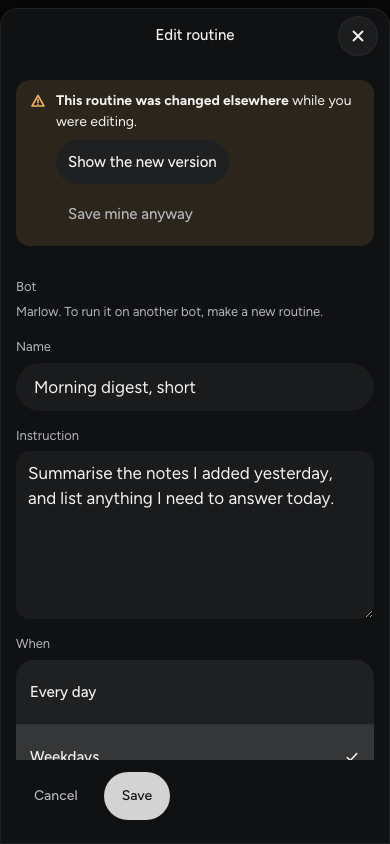 Edit routine
This routine was changed elsewhere while you
were editing.
Show the new version
Save mine anyway
Bot
Marlow. To run it on another bot, make a new routine.
Name
Morning digest, short
Instruction
Summarise the notes I added yesterday,
and list anything I need to answer today.
When
Every day
Weekdays
Cancel
Save